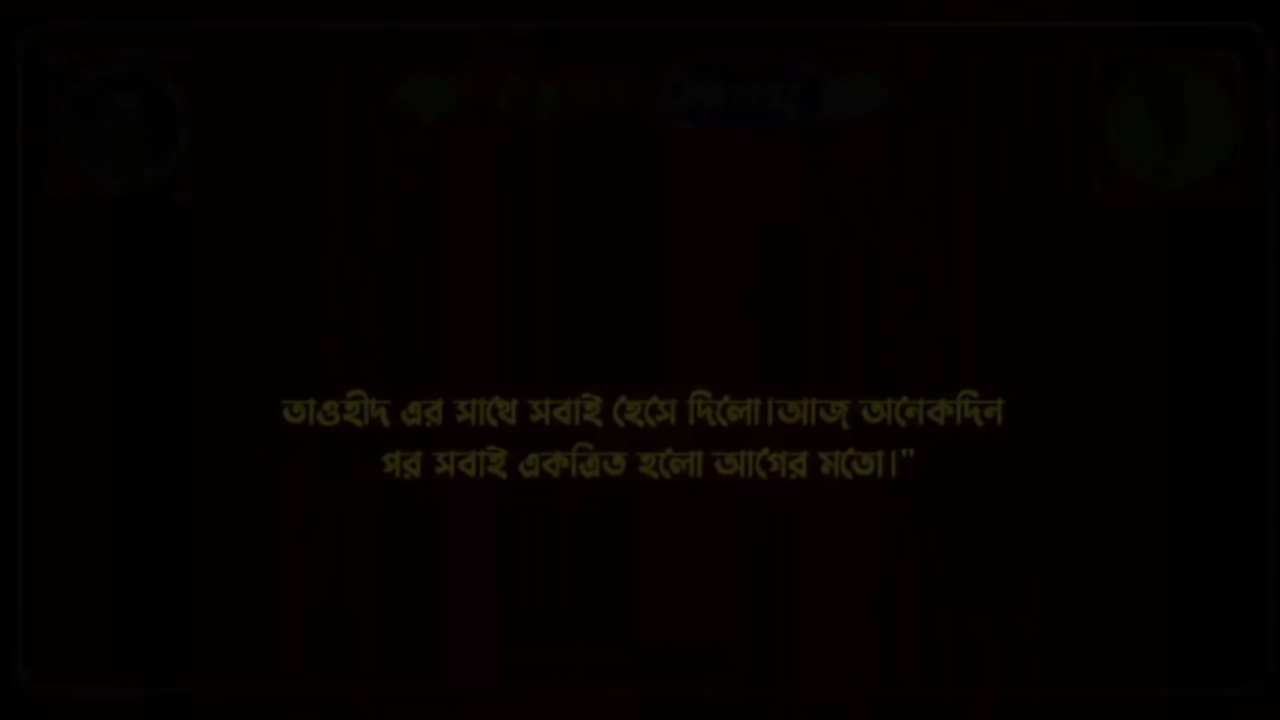 তাওহীদ এর সাথে সবাই হেসে দিলো।আজ অনেকদিন
পর সবাই একত্রিত হলো আগের মতো।"